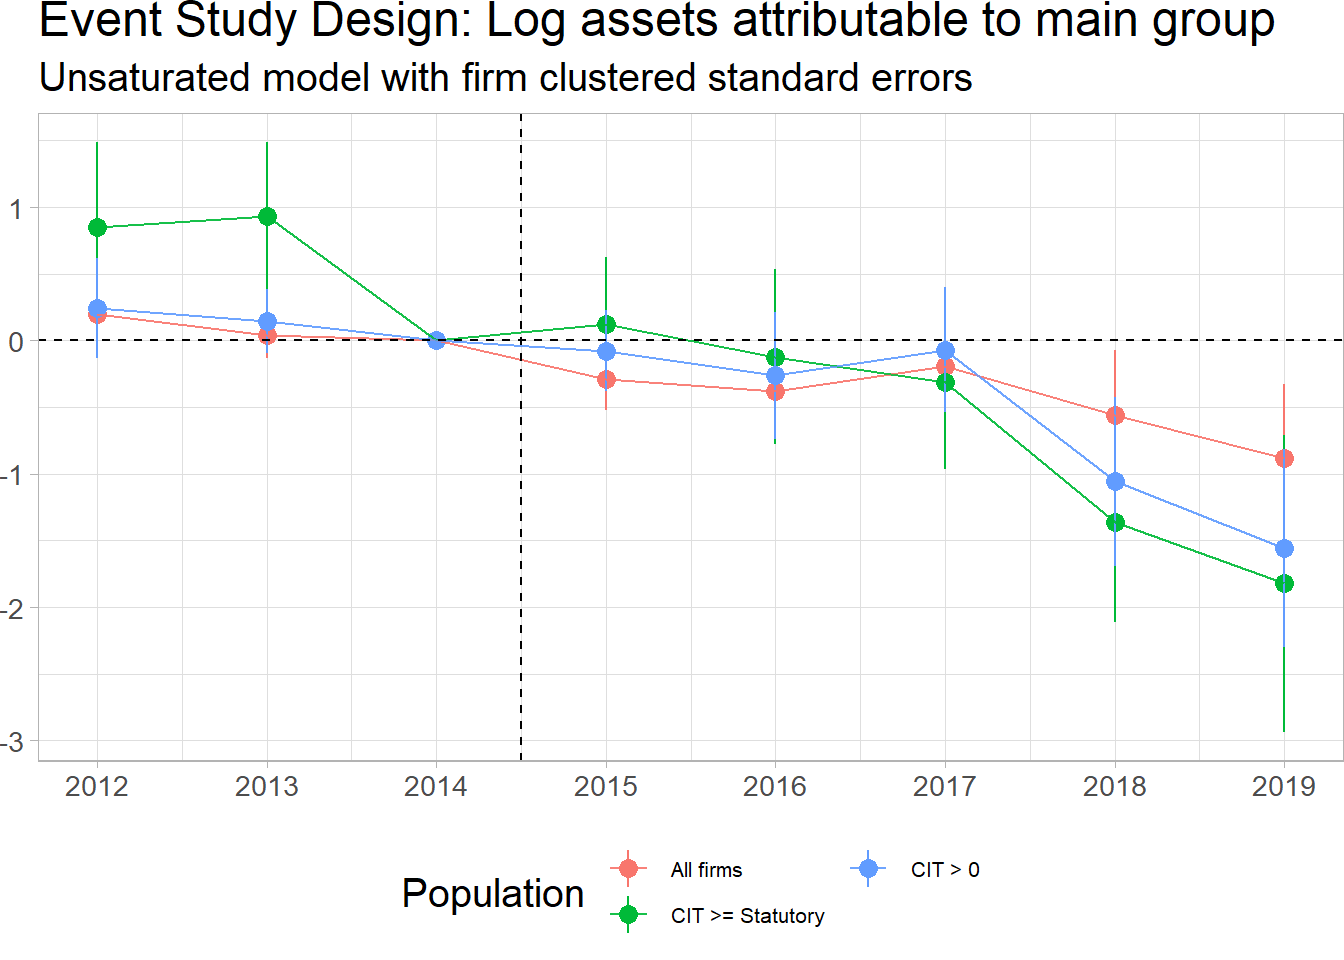 Event Study Design: Log assets attributable to main group
Unsaturated model with firm clustered standard errors
1
0
-1
-2
-3
2012 2013 2014 2015 2016 2017 2018 2019
Population
All firms
CIT > 0
CIT >= Statutory